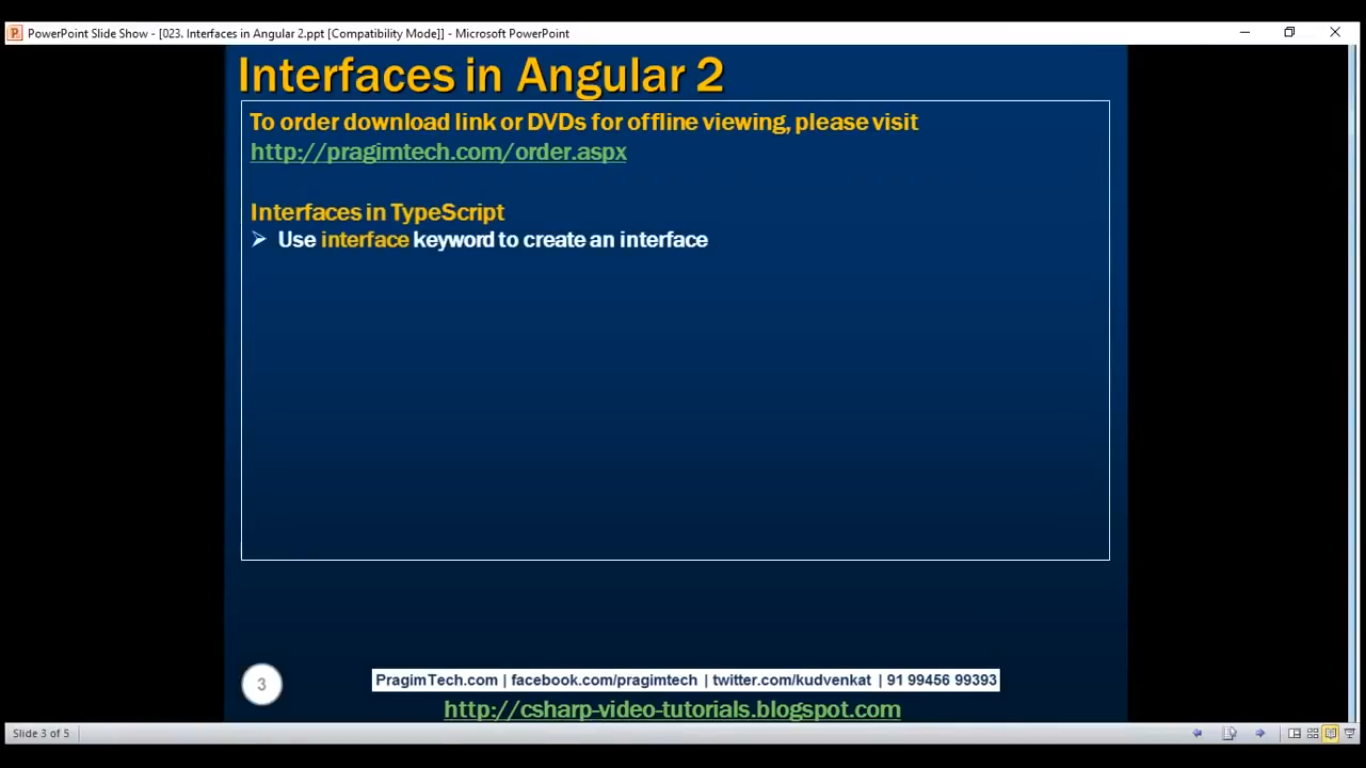 PowerPoint Slide Show - [023. Interfaces in Angular 2.ppt [Compatibility Mode]] - Microsoft PowerPoint
Interfaces in Angular 2
To order download link or DVDs for offline viewing, please visit
http://pragimtech.com/order.aspx
Interfaces in TypeScript
➢ Use interface keyword to create an interface
3
PragimTech.com | facebook.com/pragimtech | twitter.com/kudvenkat | 91 99456 99393
http://csharp-video-tutorials.blogspot.com
Slide 3 of 5